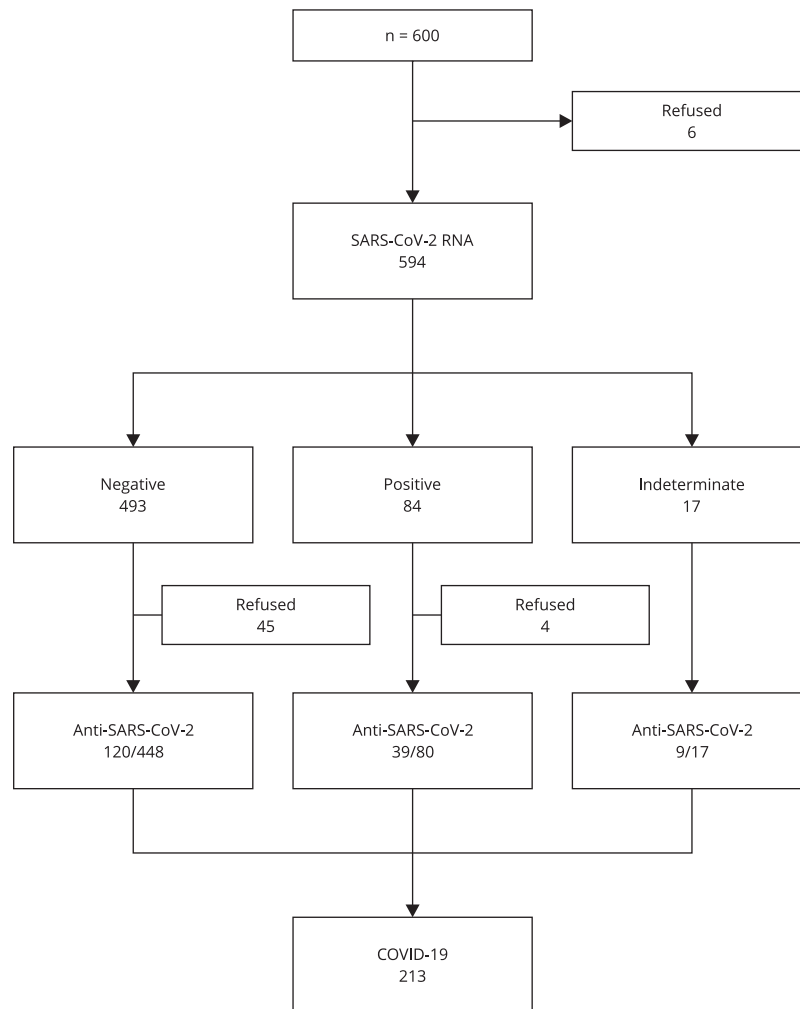 n = 600
Refused
6
SARS-CoV-2 RNA
594
Negative
493
Positive
84
Indeterminate
17
Refused
45
Refused
4
Anti-SARS-CoV-2
120/448
Anti-SARS-CoV-2
39/80
Anti-SARS-CoV-2
9/17
COVID-19
213